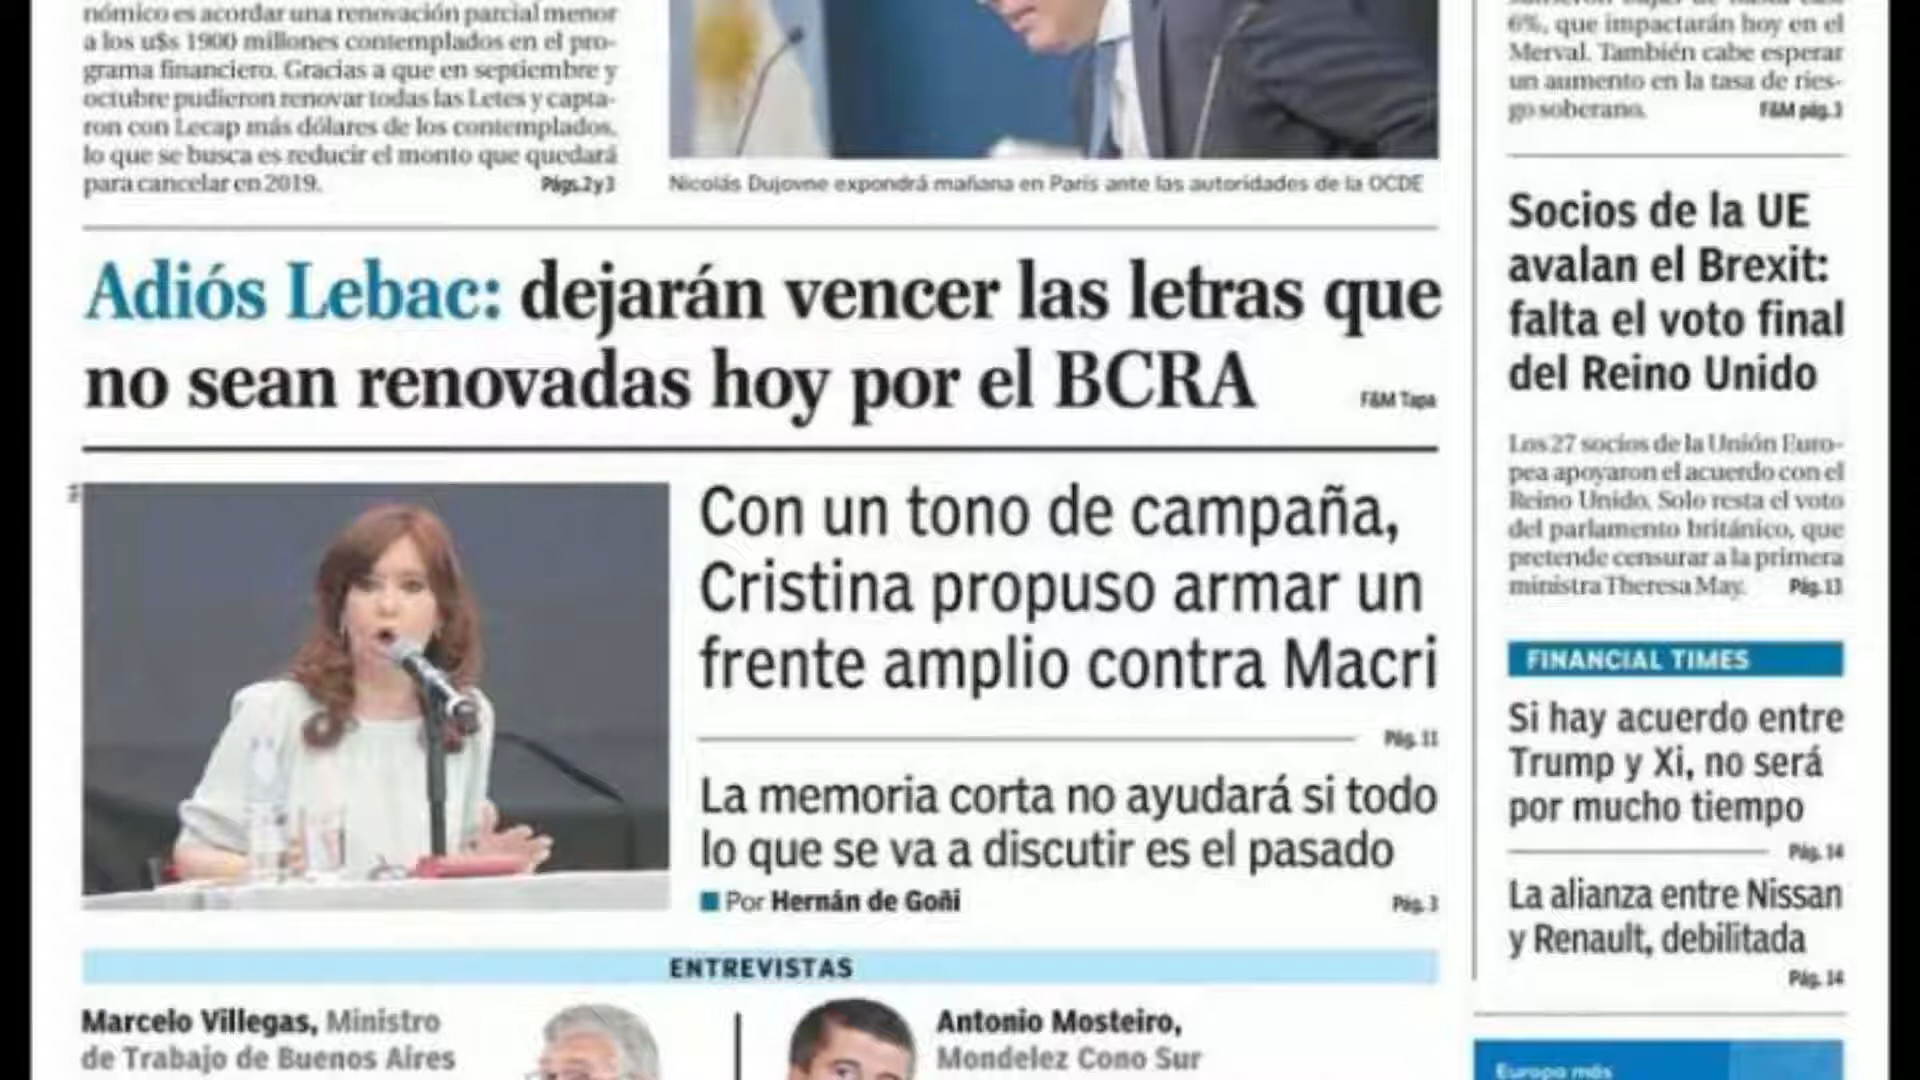 nómico es acordar una renovación parcial menor
a los u$s 1900 millones contemplados en el pro-
grama financiero. Gracias a que en septiembre y
octubre pudieron renovar todas las Letes y capta-
ron con Lecap más dólares de los contemplados,
lo que se busca es reducir el monto que quedará
para cancelar en 2019. Págs. 2 y 3
Nicolás Dujovne expondrá mañana en París ante las autoridades de la OCDE
Adiós Lebac: dejarán vencer las letras que
no sean renovadas hoy por el BCRA
F&M Tapa
Con un tono de campaña,
Cristina propuso armar un
frente amplio contra Macri
Pág. 11
La memoria corta no ayudará si todo
lo que se va a discutir es el pasado
Por Hernán de Goñi
Pág. 3
ENTREVISTAS
Marcelo Villegas, Ministro
de Trabajo de Buenos Aires
Antonio Mosteiro,
Mondelez Cono Sur
6%, que impactarán hoy en el
Merval. También cabe esperar
un aumento en la tasa de ries-
go soberano. F&M pág. 3
Socios de la UE
avalan el Brexit:
falta el voto final
del Reino Unido
Los 27 socios de la Unión Euro-
pea apoyaron el acuerdo con el
Reino Unido. Solo resta el voto
del parlamento británico, que
pretende censurar a la primera
ministra Theresa May. Pág. 13
FINANCIAL TIMES
Si hay acuerdo entre
Trump y Xi, no será
por mucho tiempo
Pág. 14
La alianza entre Nissan
y Renault, debilitada
Pág. 14
Europa más